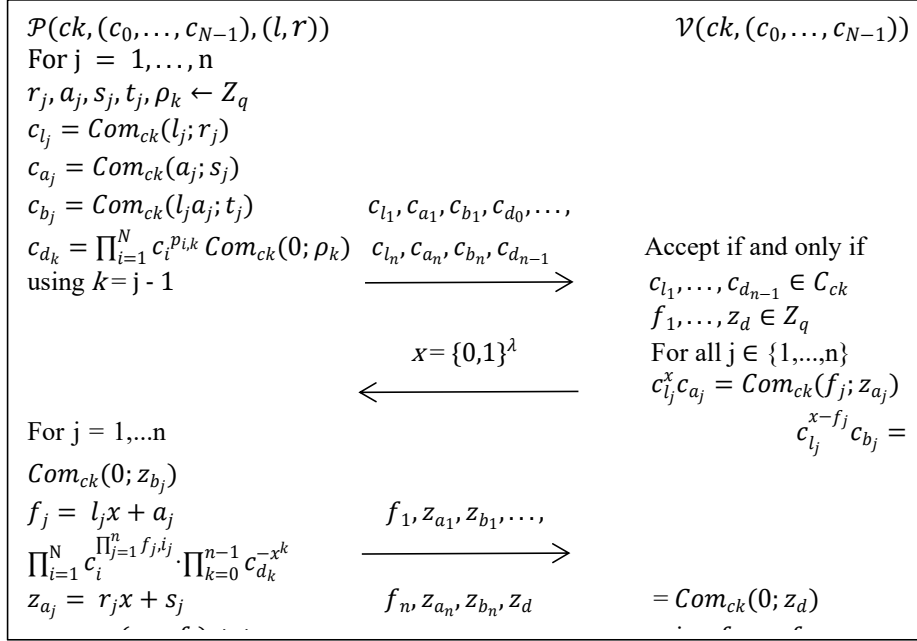 𝒫(ck, (c_0, …, c_{N−1}), (l, r))    𝒱(ck, (c_0, …, c_{N−1}))
For j = 1, …, n
r_j, a_j, s_j, t_j, ρ_k ← Z_q
c_{l_j} = Com_{ck}(l_j; r_j)
c_{a_j} = Com_{ck}(a_j; s_j)
c_{b_j} = Com_{ck}(l_j a_j; t_j)    c_{l_1}, c_{a_1}, c_{b_1}, c_{d_0}, …,
c_{d_k} = ∏_{i=1}^{N} c_i^{p_{i,k}} Com_{ck}(0; ρ_k)    c_{l_n}, c_{a_n}, c_{b_n}, c_{d_{n−1}}    Accept if and only if
using k = j - 1    c_{l_1}, …, c_{d_{n−1}} ∈ C_{ck}
f_1, …, z_d ∈ Z_q
x = {0,1}^λ    For all j ∈ {1,...,n}
c_{l_j}^x c_{a_j} = Com_{ck}(f_j; z_{a_j})
For j = 1,...n    c_{l_j}^{x−f_j} c_{b_j} =
Com_{ck}(0; z_{b_j})
f_j = l_j x + a_j    f_1, z_{a_1}, z_{b_1}, …,
∏_{i=1}^{N} c_i^{∏_{j=1}^{n} f_{j,i_j}} · ∏_{k=0}^{n−1} c_{d_k}^{−x^k}
z_{a_j} = r_j x + s_j    f_n, z_{a_n}, z_{b_n}, z_d    = Com_{ck}(0; z_d)